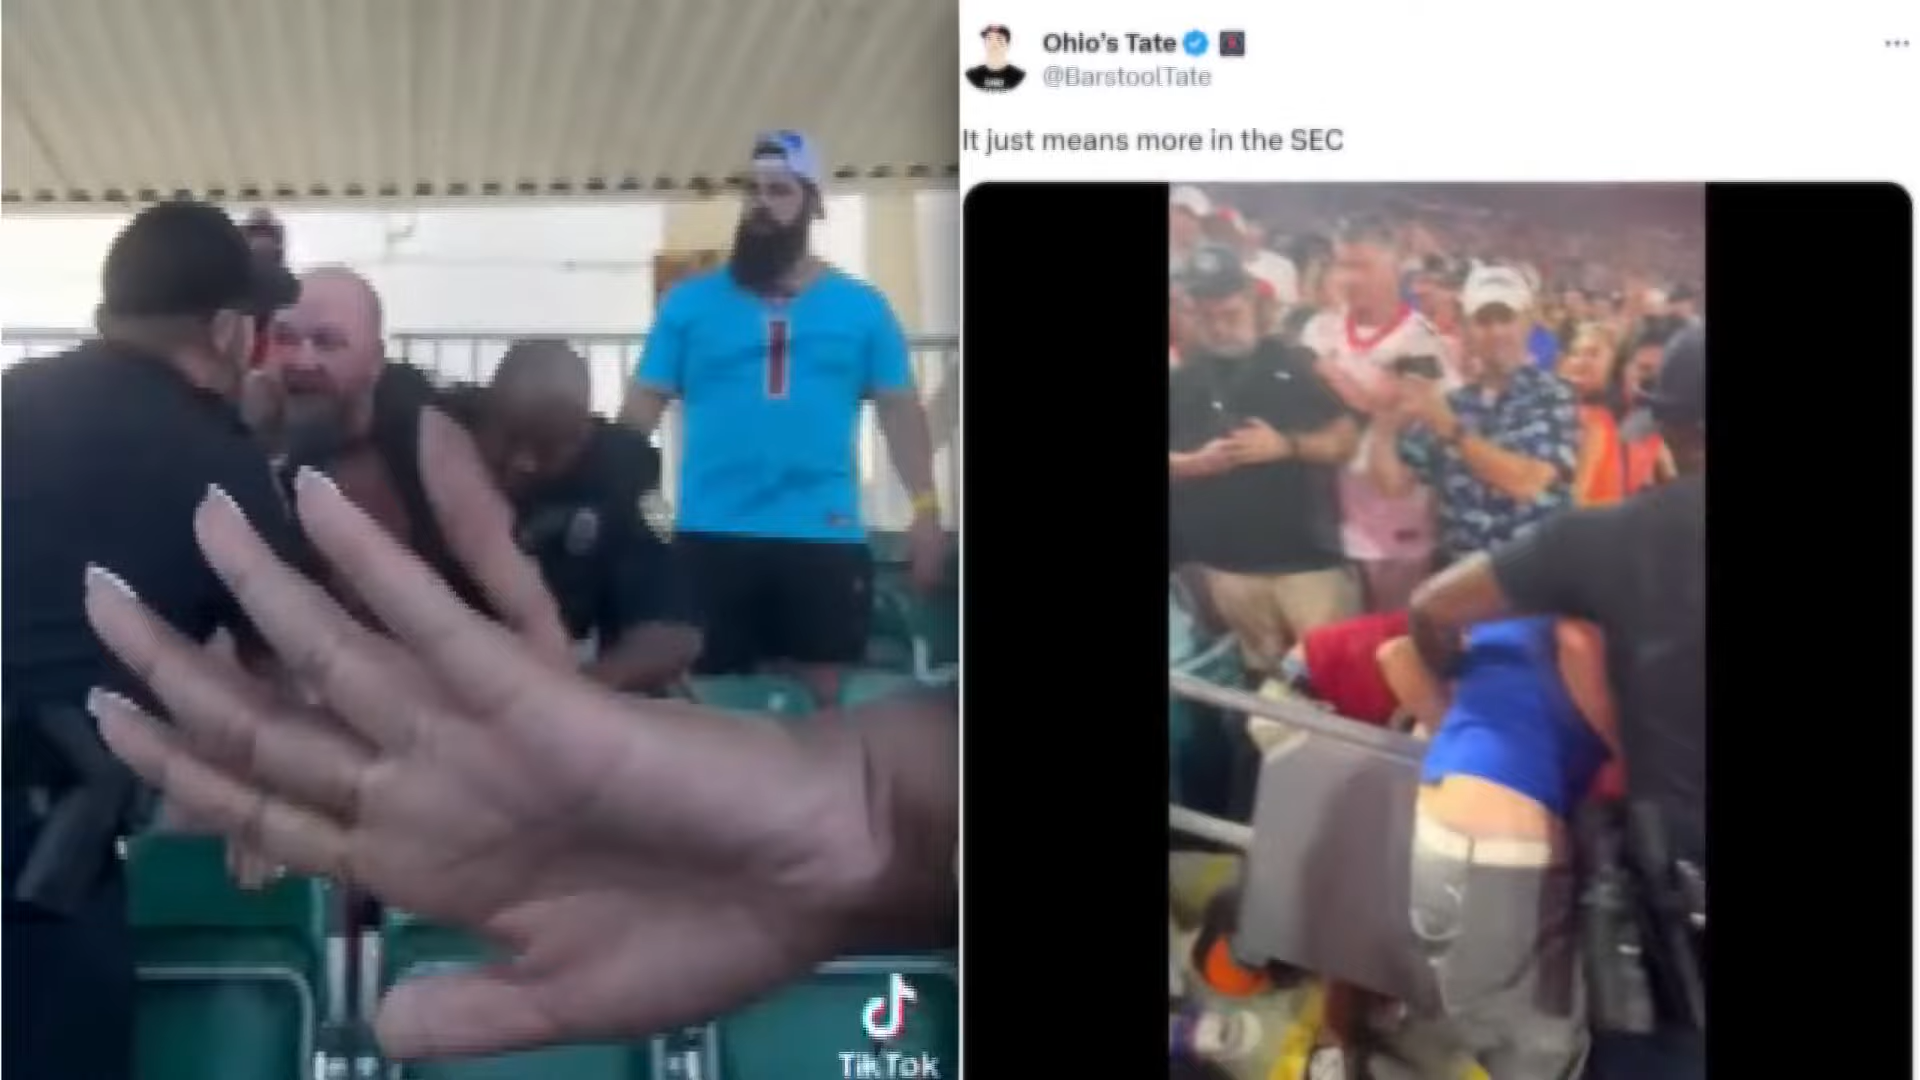 Ohio's Tate
@BarstoolTate
It just means more in the SEC
TikTok